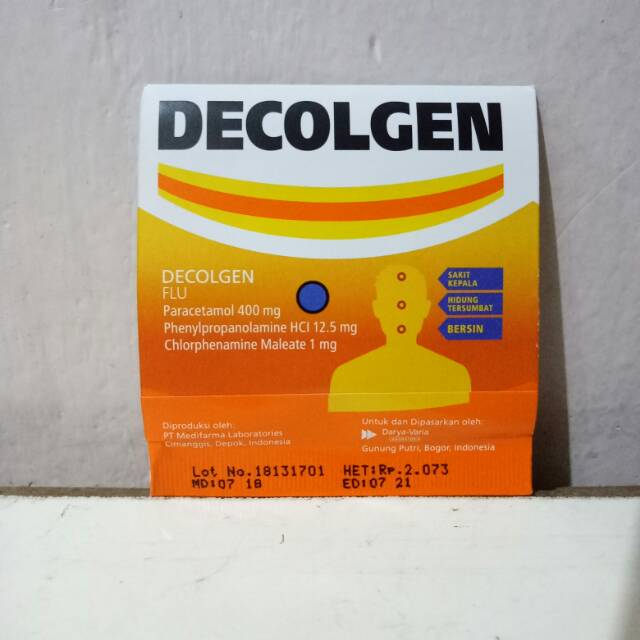 DECOLGEN
DECOLGEN
FLU
Paracetamol 400 mg
Phenylpropanolamine HCl 12.5 mg
Chlorphenamine Maleate 1 mg
SAKIT
KEPALA
HIDUNG
TERSUMBAT
BERSIN
Diproduksi oleh:
PT Medifarma Laboratories
Cimanggis, Depok, Indonesia
Untuk dan Dipasarkan oleh:
Darya-Varia
LABORATORIA
Gunung Putri, Bogor, Indonesia
Lot No.18131701 HET:Rp.2.073
MD:07 18 ED:07 21